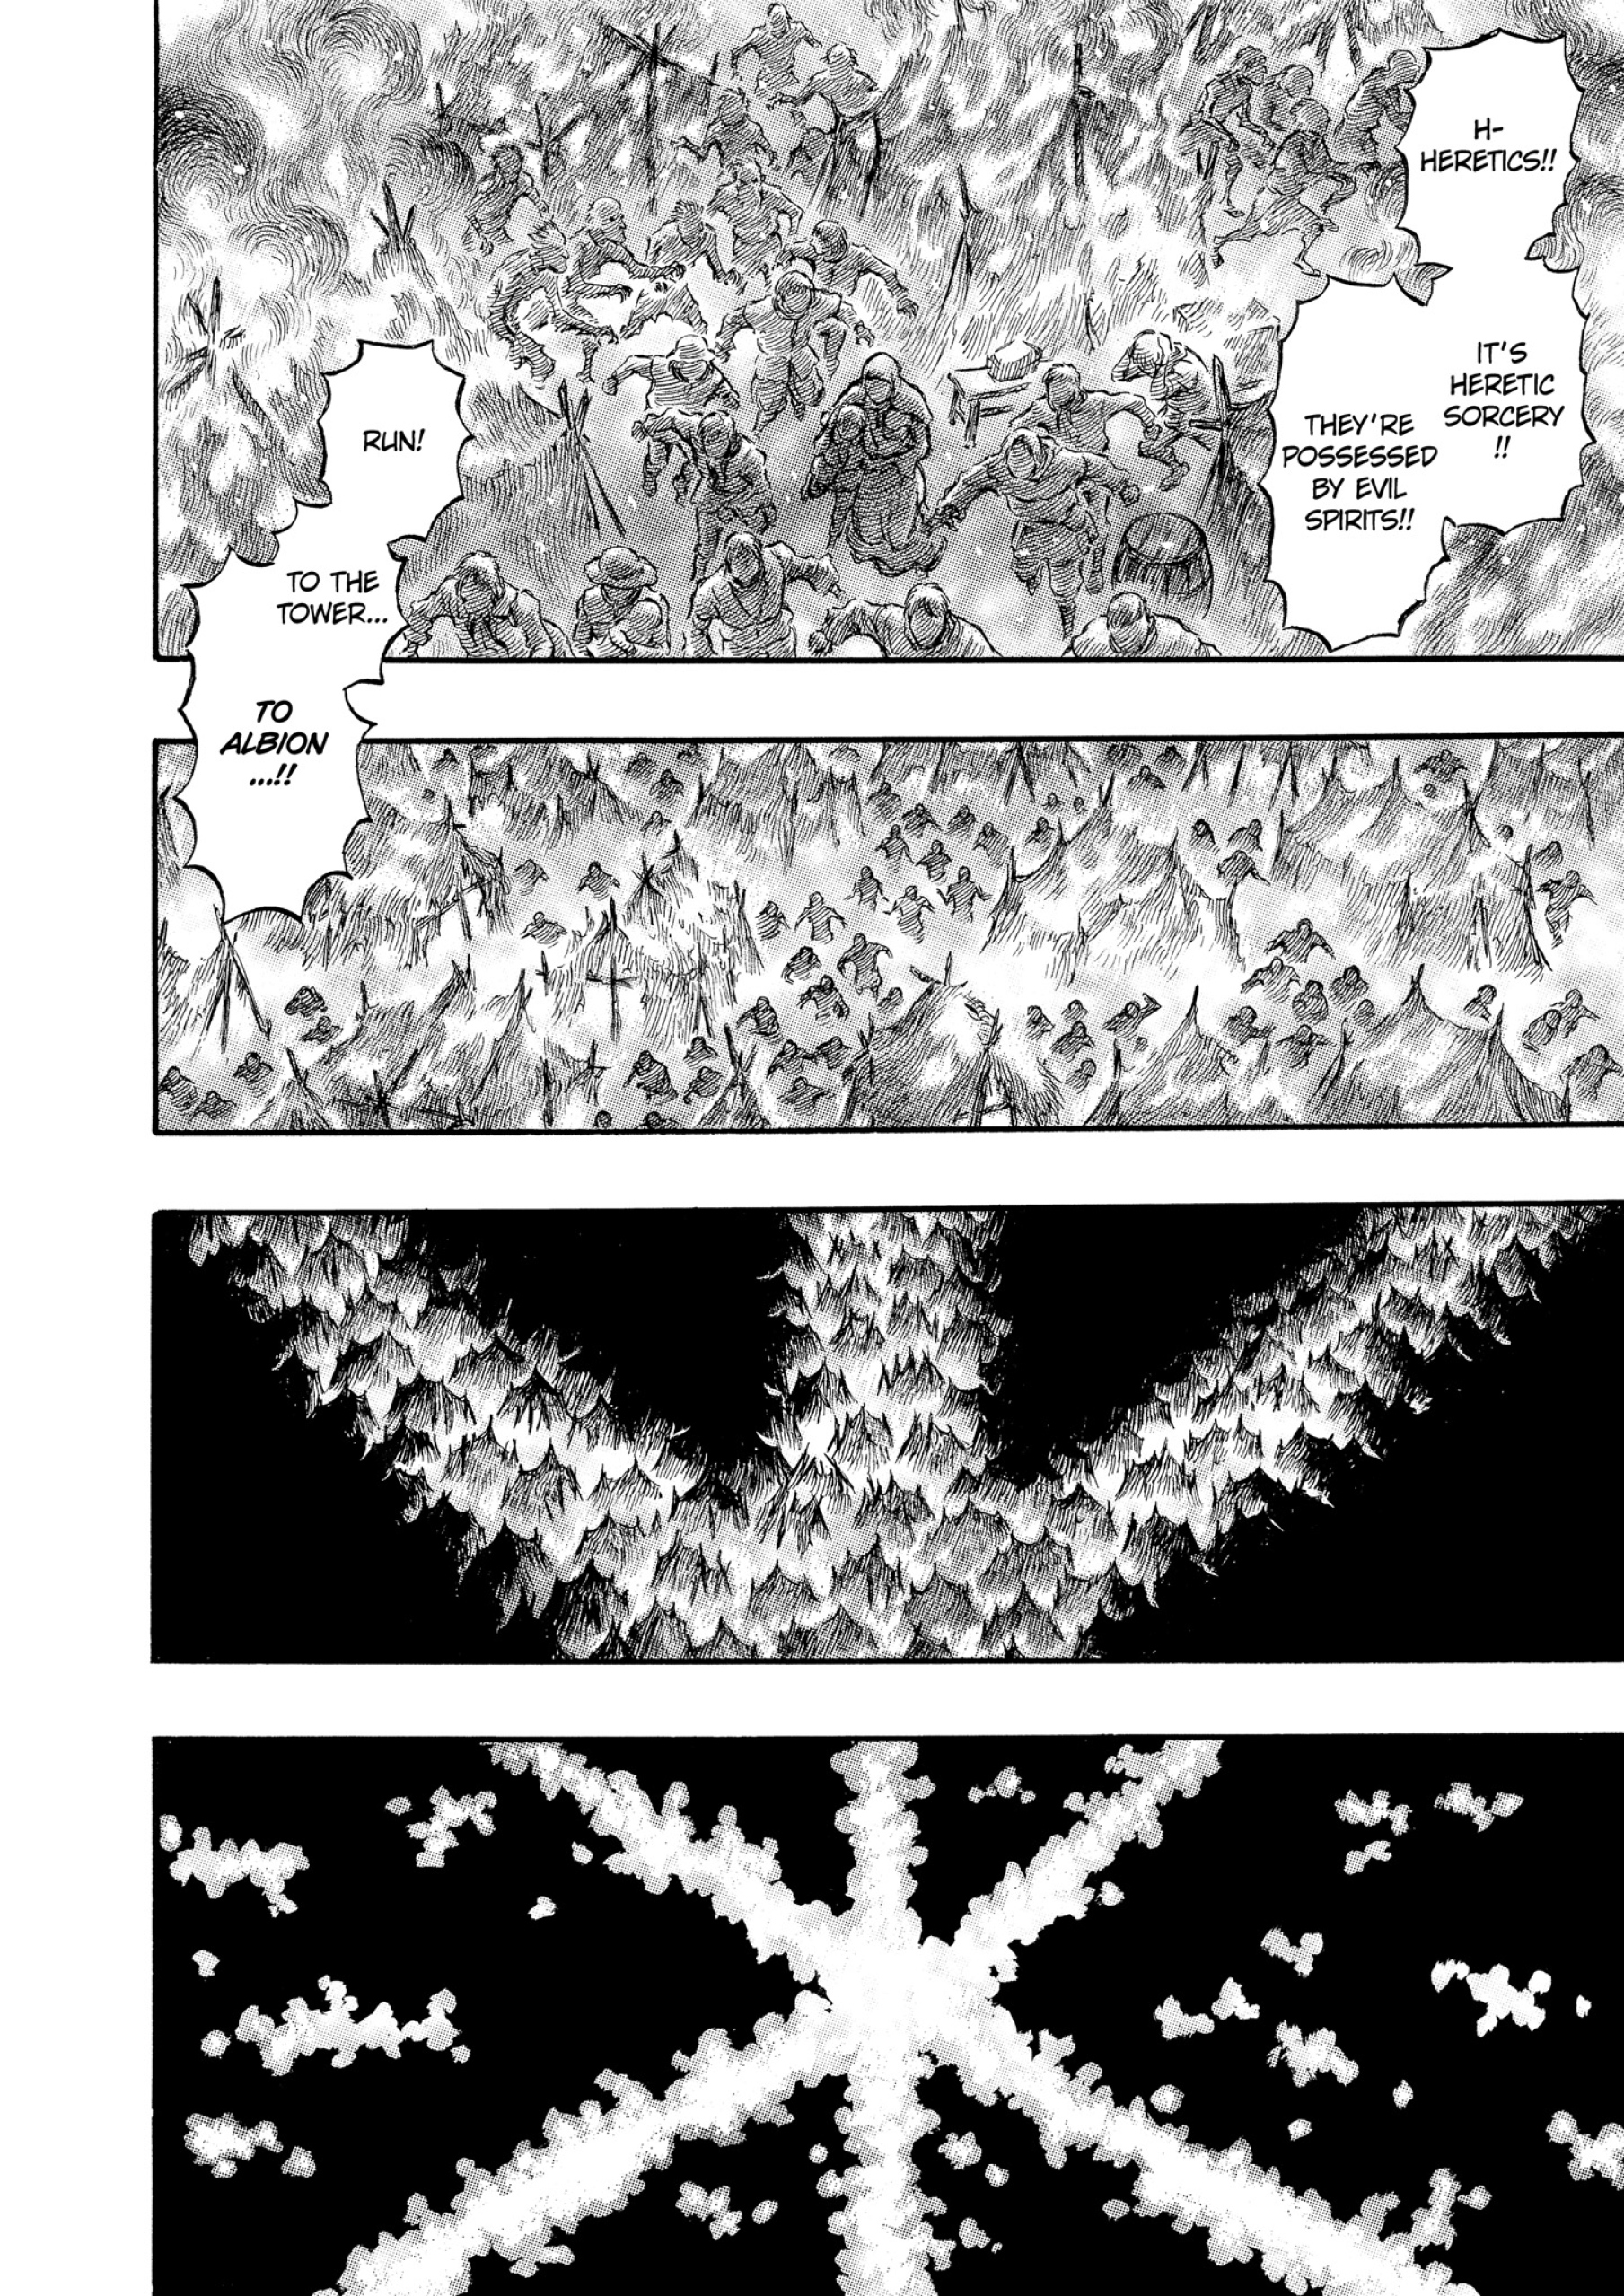 H-
HERETICS!!
IT'S
HERETIC
SORCERY
!!
THEY'RE
POSSESSED
BY EVIL
SPIRITS!!
RUN!
TO THE
TOWER...
TO
ALBION
...!!